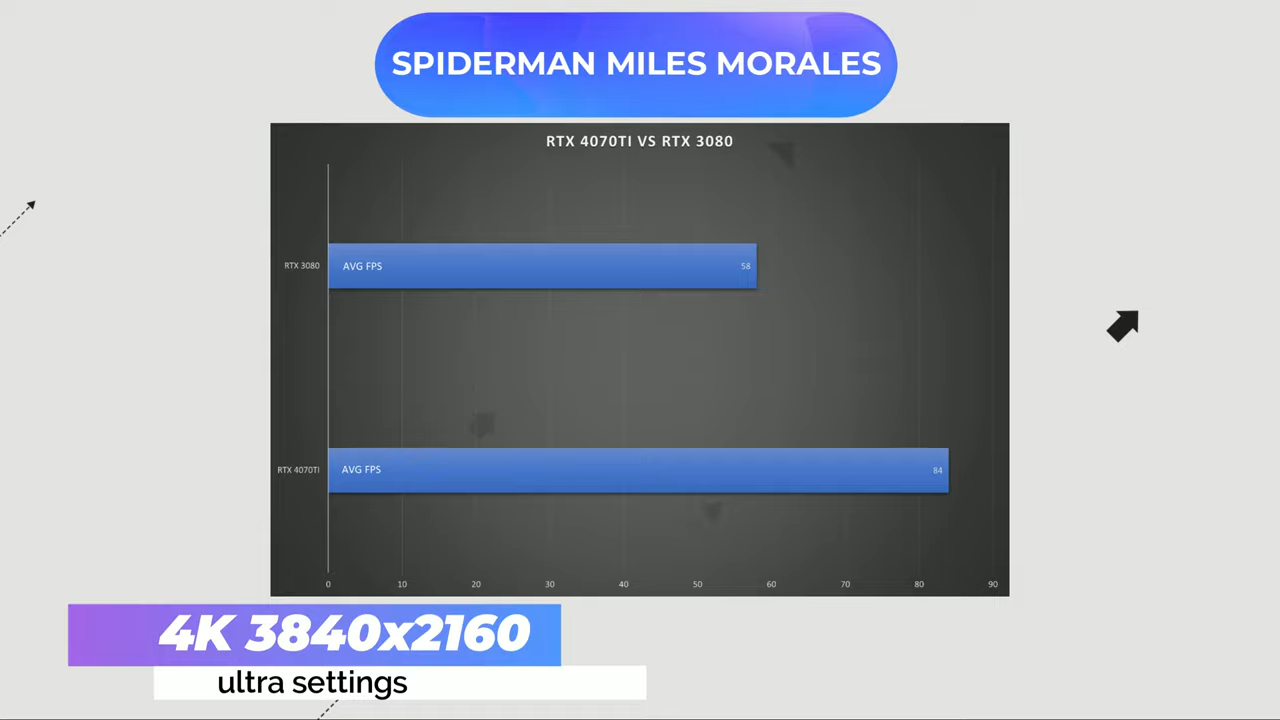 SPIDERMAN MILES MORALES
RTX 4070TI VS RTX 3080
RTX 3080 AVG FPS 58
RTX 4070TI AVG FPS 84
0 10 20 30 40 50 60 70 80 90
4K 3840x2160
ultra settings